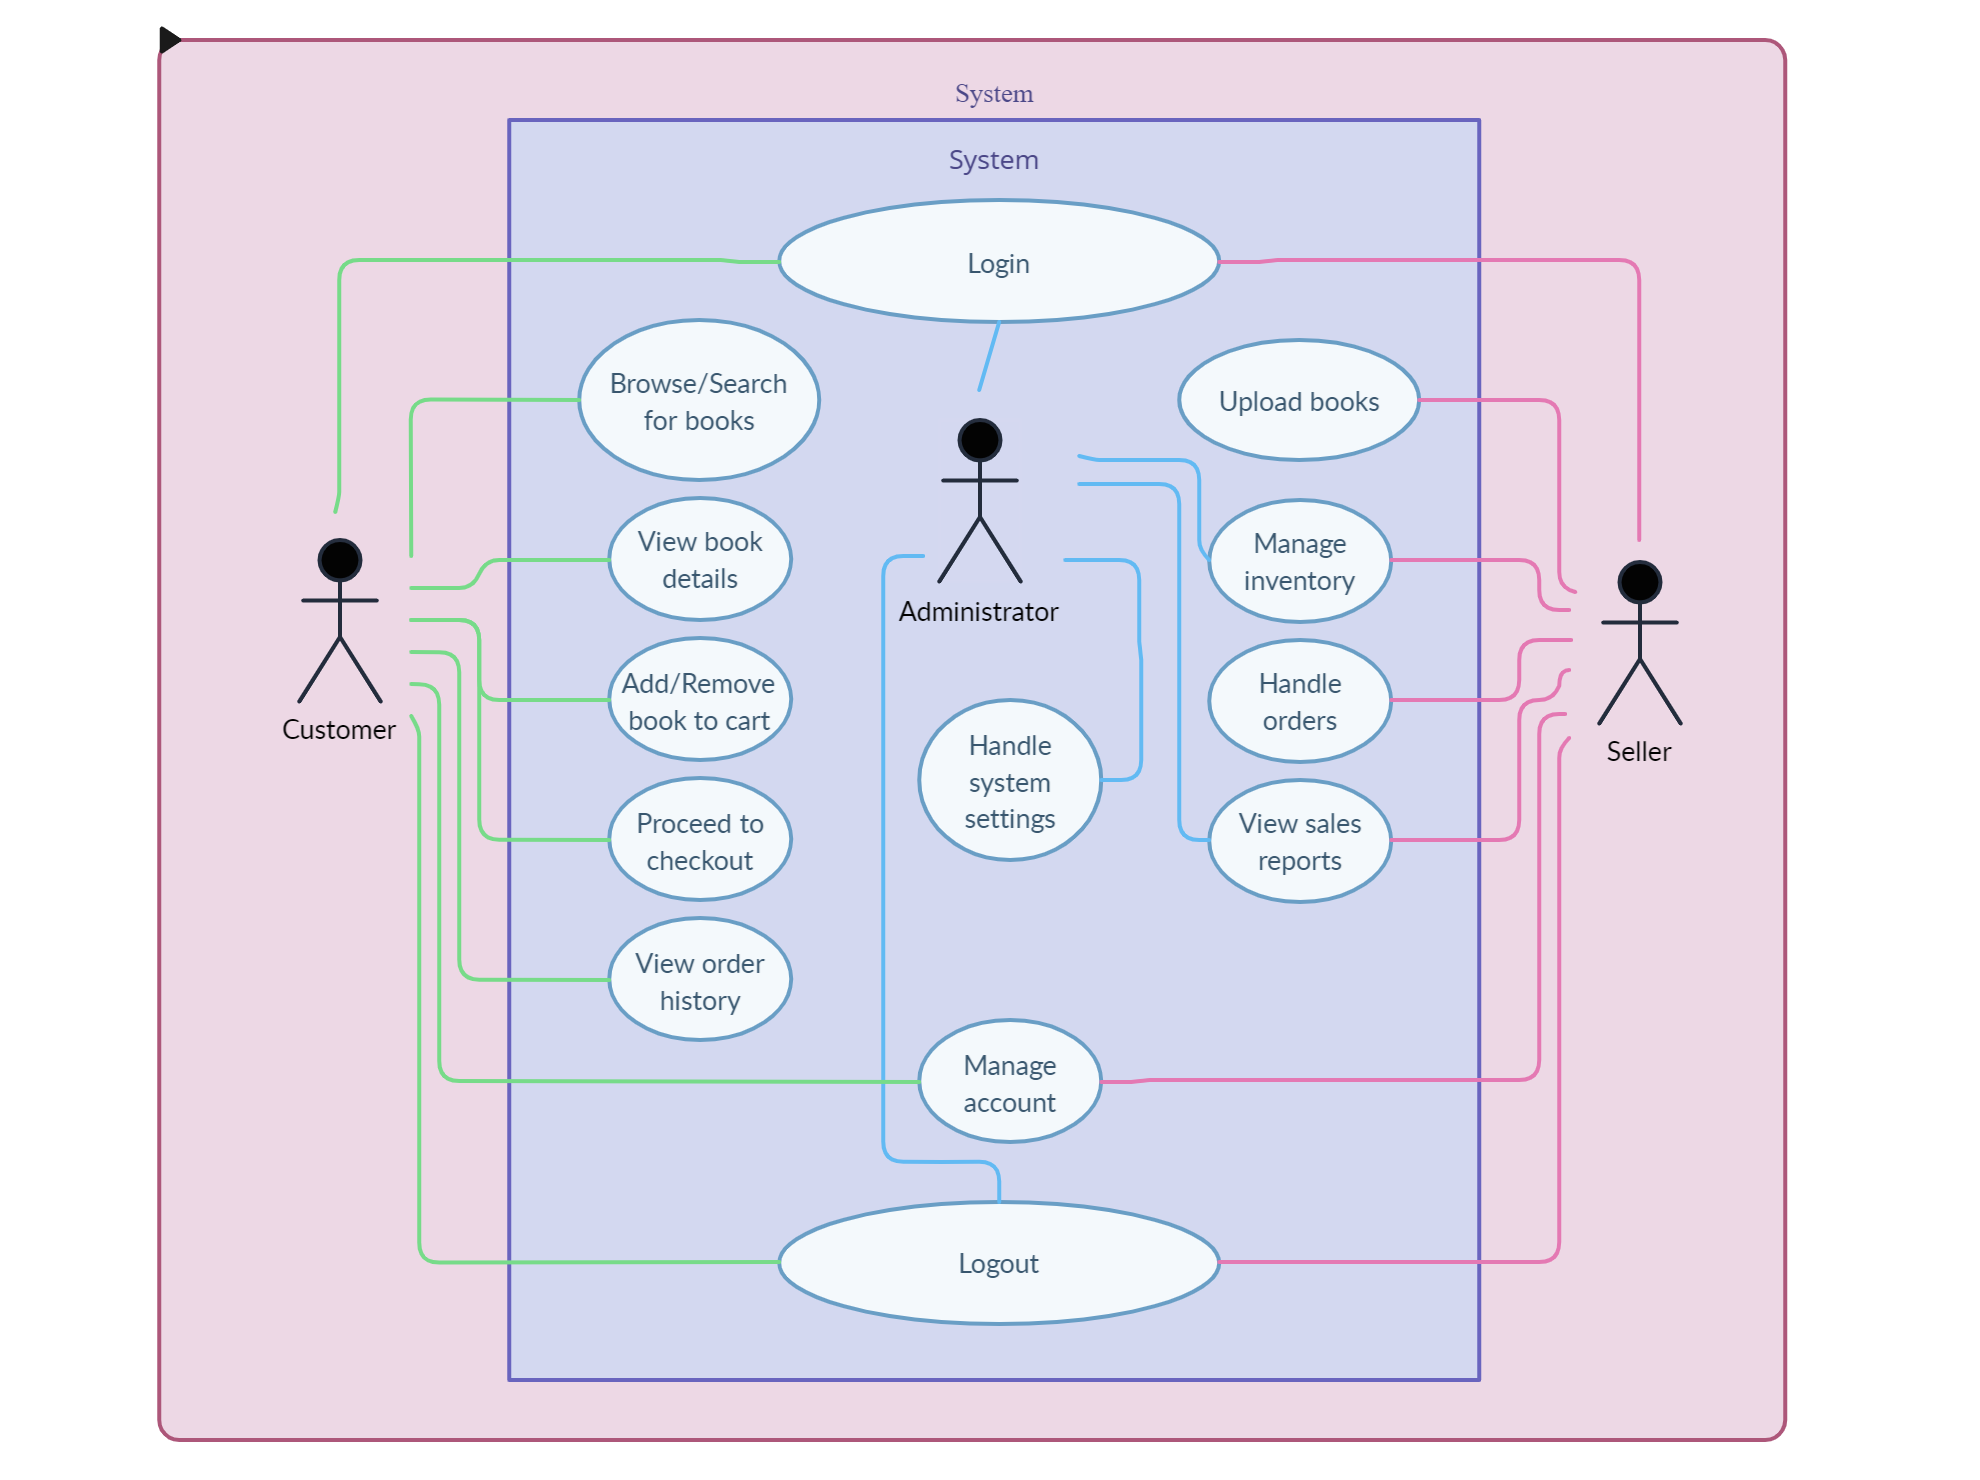 System
System
Login
Browse/Search
for books
Upload books
View book
details
Manage
inventory
Administrator
Add/Remove
book to cart
Handle
orders
Customer
Seller
Handle
system
settings
Proceed to
checkout
View sales
reports
View order
history
Manage
account
Logout